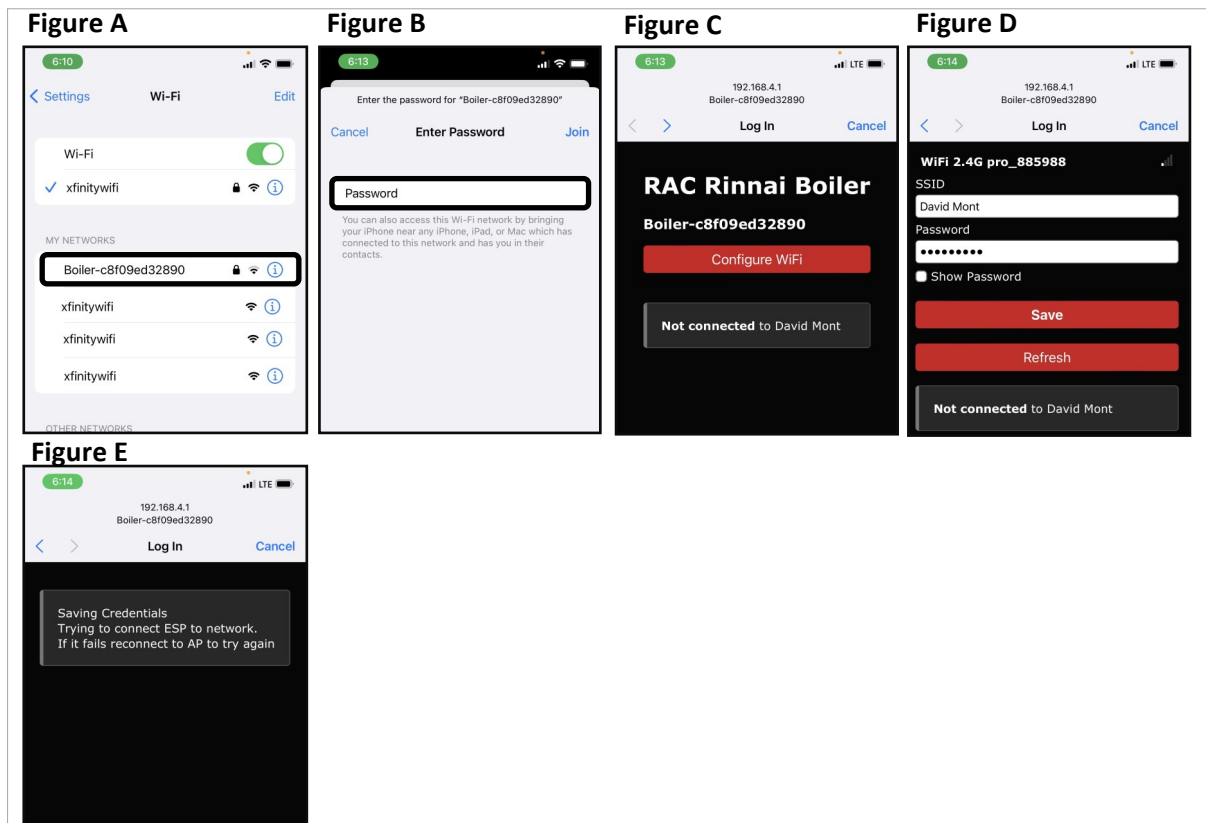 Figure A
6:10
Settings Wi-Fi Edit
Wi-Fi
xfinitywifi
MY NETWORKS
Boiler-c8f09ed32890
xfinitywifi
xfinitywifi
xfinitywifi
OTHER NETWORKS
Figure B
6:13
Enter the password for “Boiler-c8f09ed32890”
Cancel Enter Password Join
Password
You can also access this Wi-Fi network by bringing
your iPhone near any iPhone, iPad, or Mac which has
connected to this network and has you in their
contacts.
Figure C
6:13 LTE
192.168.4.1
Boiler-c8f09ed32890
Log In Cancel
RAC Rinnai Boiler
Boiler-c8f09ed32890
Configure WiFi
Not connected to David Mont
Figure D
6:14 LTE
192.168.4.1
Boiler-c8f09ed32890
Log In Cancel
WiFi 2.4G pro_885988
SSID
David Mont
Password
•••••••••
Show Password
Save
Refresh
Not connected to David Mont
Figure E
6:14 LTE
192.168.4.1
Boiler-c8f09ed32890
Log In Cancel
Saving Credentials
Trying to connect ESP to network.
If it fails reconnect to AP to try again